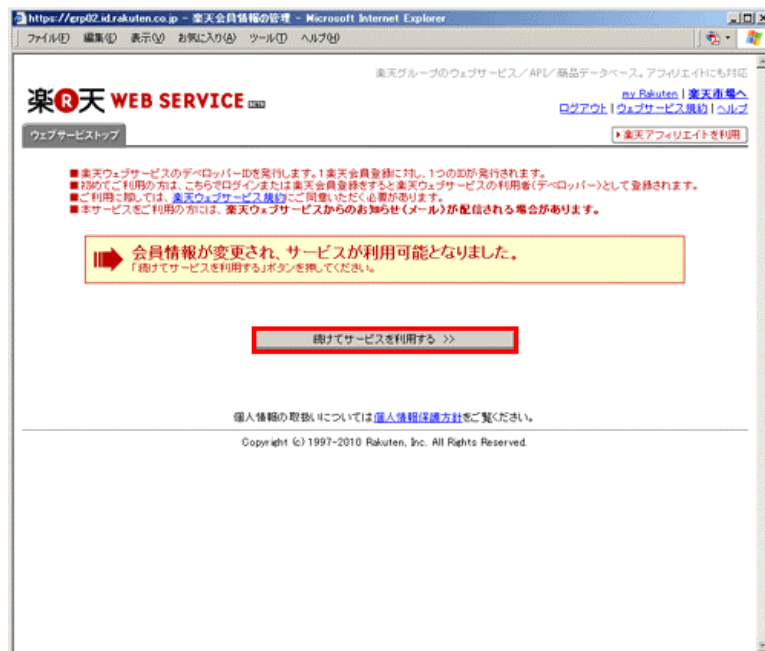 https://grp02.id.rakuten.co.jp - 楽天会員情報の管理 - Microsoft Internet Explorer
ファイル(F) 編集(E) 表示(V) お気に入り(A) ツール(T) ヘルプ(H)
楽天グループのウェブサービス／API／商品データベース。アフィリエイトにも対応
楽R天 WEB SERVICE BETA
my Rakuten | 楽天市場へ
ログアウト | ウェブサービス規約 | ヘルプ
ウェブサービストップ
楽天アフィリエイトを利用
■楽天ウェブサービスのデベロッパーIDを発行します。1楽天会員登録に対し、1つのIDが発行されます。
■初めてご利用の方は、こちらでログインまたは楽天会員登録をすると楽天ウェブサービスの利用者(デベロッパー)として登録されます。
■ご利用に際しては、楽天ウェブサービス規約にご同意いただく必要があります。
■本サービスをご利用の方には、楽天ウェブサービスからのお知らせ(メール)が配信される場合があります。
会員情報が変更され、サービスが利用可能となりました。
「続けてサービスを利用する」ボタンを押してください。
続けてサービスを利用する >>
個人情報の取扱いについては個人情報保護方針をご覧ください。
Copyright (c) 1997-2010 Rakuten, Inc. All Rights Reserved.